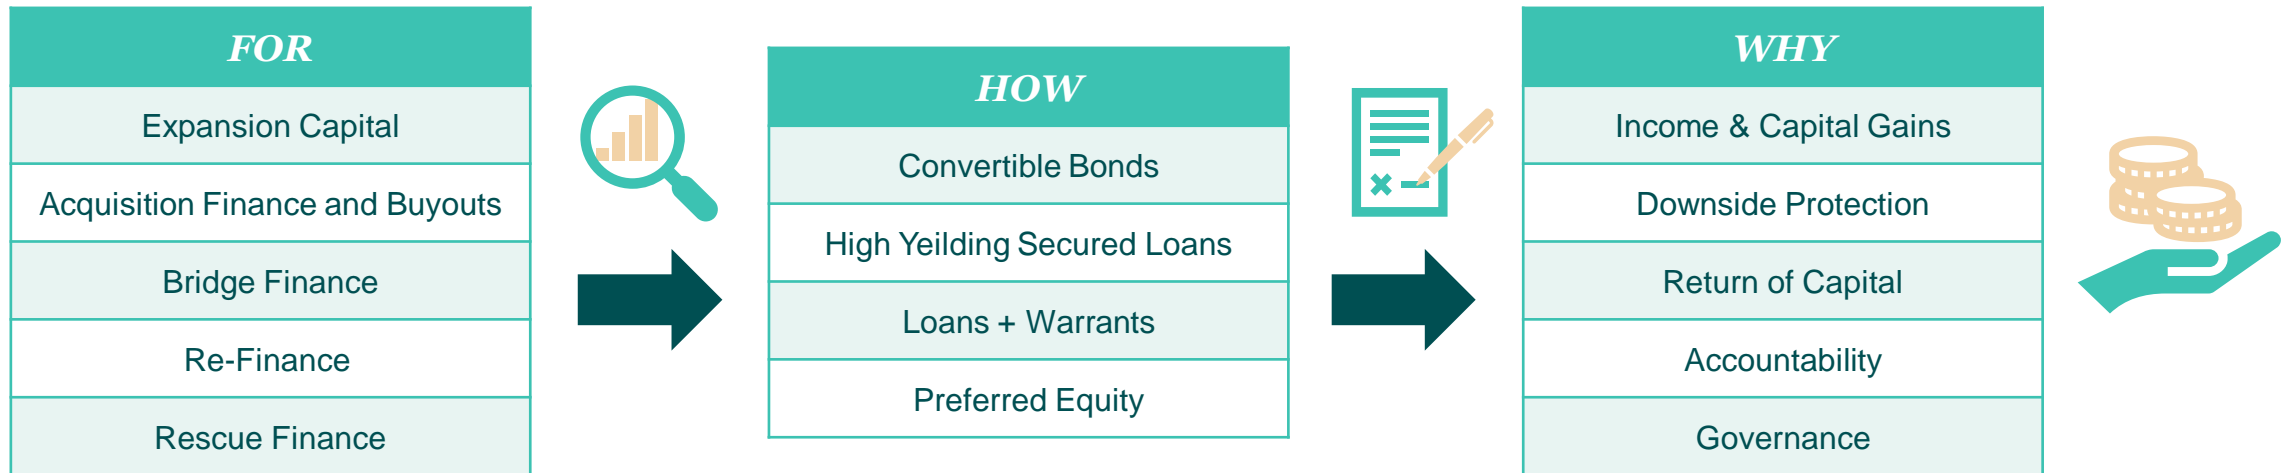 FOR
Expansion Capital
Acquisition Finance and Buyouts
Bridge Finance
Re-Finance
Rescue Finance
HOW
Convertible Bonds
High Yeilding Secured Loans
Loans + Warrants
Preferred Equity
WHY
Income & Capital Gains
Downside Protection
Return of Capital
Accountability
Governance